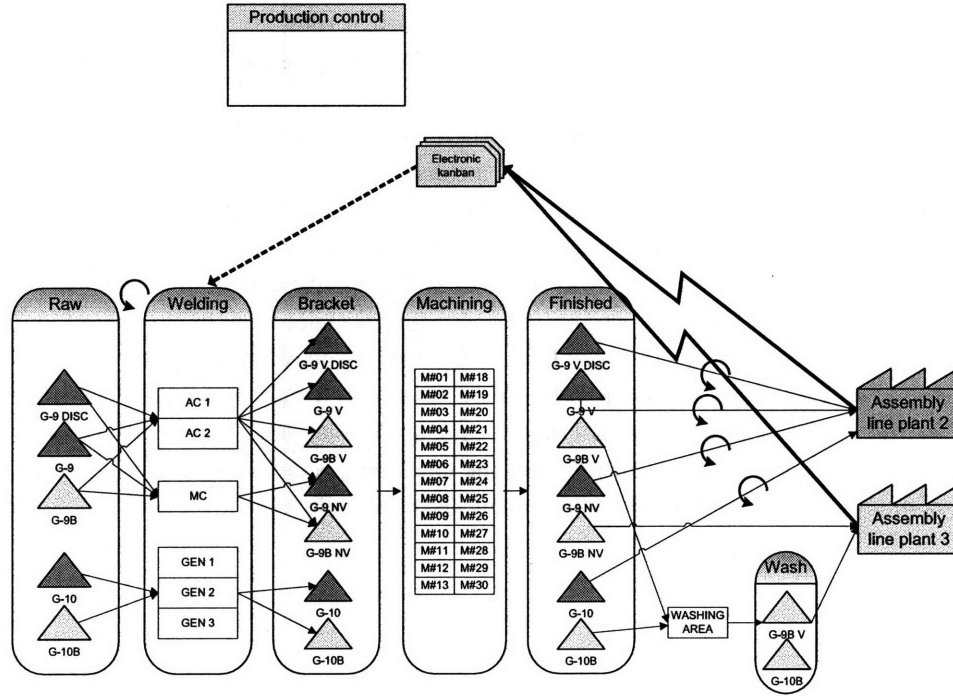 Production control
Electronic
kanban
Raw
Welding
Bracket
Machining
Finished
G-9 DISC
G-9
G-9B
G-10
G-10B
AC 1
AC 2
MC
GEN 1
GEN 2
GEN 3
G-9 V DISC
G-9 V
G-9B V
G-9 NV
G-9B NV
G-10
G-10B
M#01 M#18
M#02 M#19
M#03 M#20
M#04 M#21
M#05 M#22
M#06 M#23
M#07 M#24
M#08 M#25
M#09 M#26
M#10 M#27
M#11 M#28
M#12 M#29
M#13 M#30
G-9 V DISC
G-9 V
G-9B V
G-9 NV
G-9B NV
G-10
G-10B
WASHING
AREA
Wash
G-9B V
G-10B
Assembly
line plant 2
Assembly
line plant 3